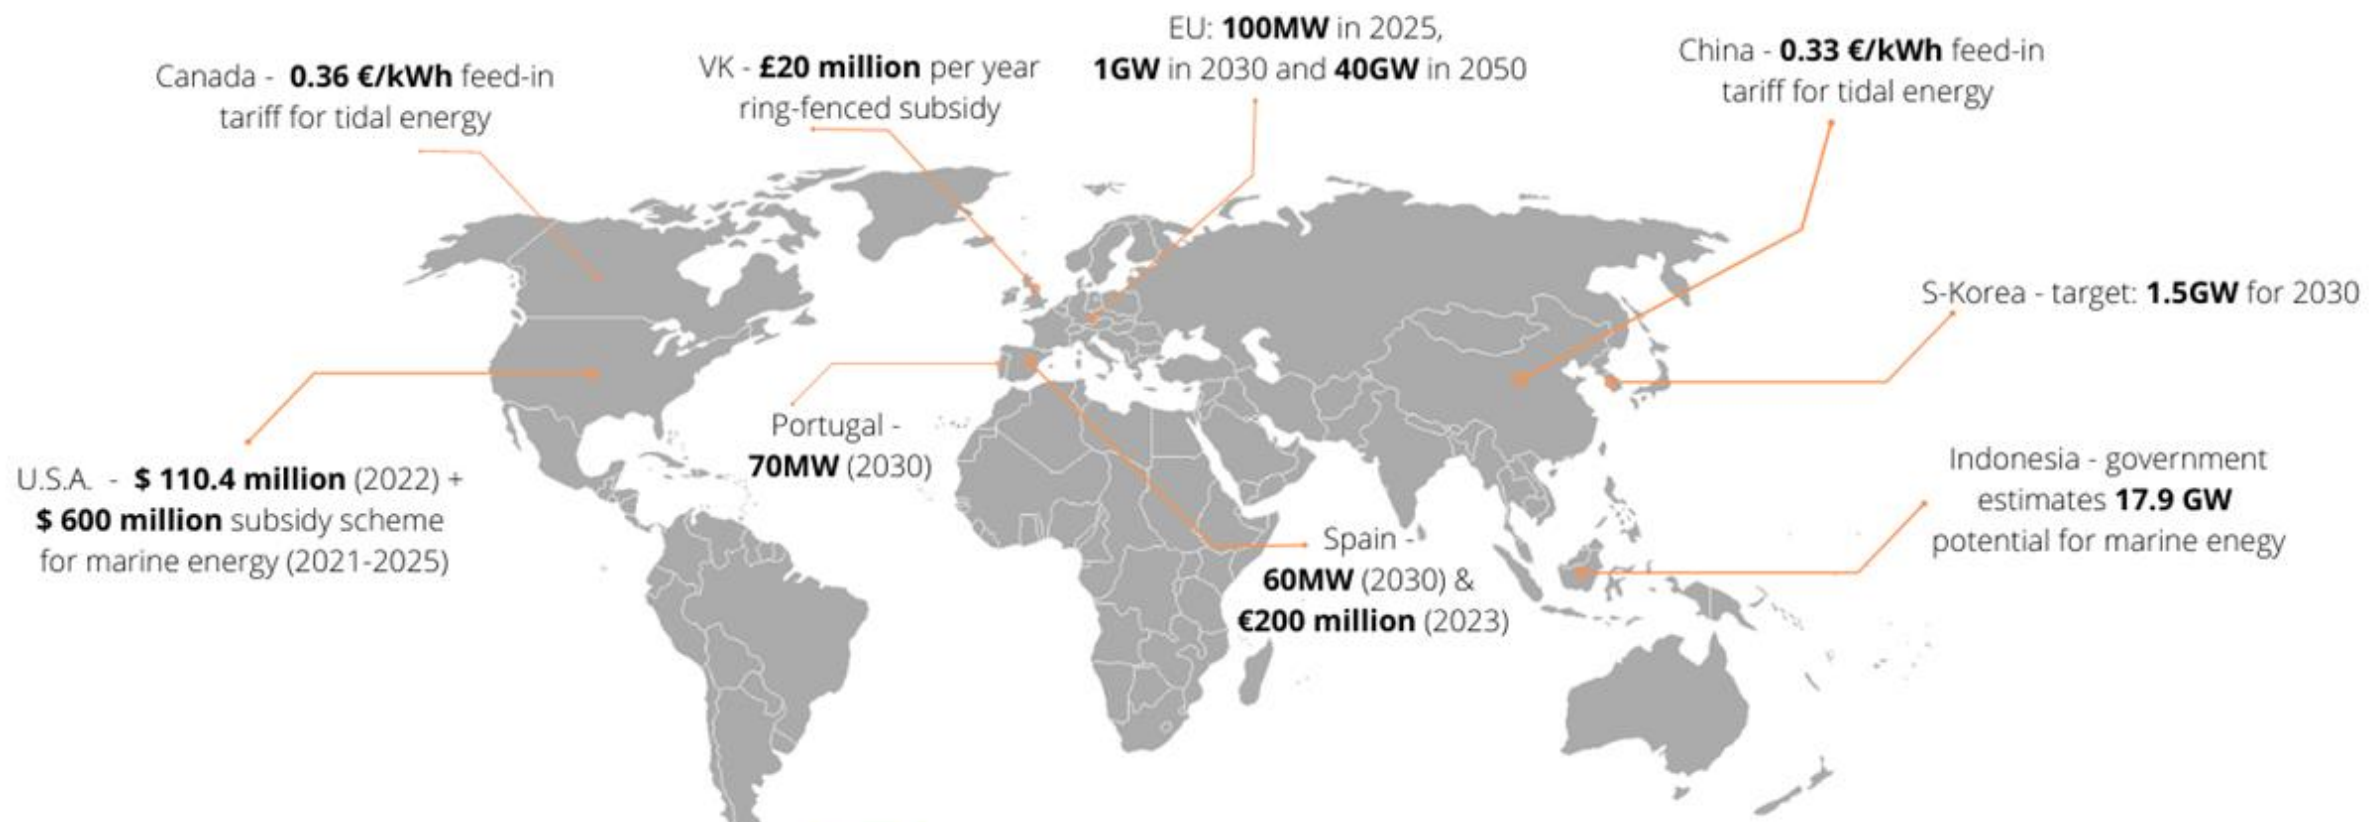 Canada - 0.36 €/kWh feed-in
tariff for tidal energy
VK - £20 million per year
ring-fenced subsidy
EU: 100MW in 2025,
1GW in 2030 and 40GW in 2050
China - 0.33 €/kWh feed-in
tariff for tidal energy
S-Korea - target: 1.5GW for 2030
Portugal -
70MW (2030)
U.S.A. - $ 110.4 million (2022) +
$ 600 million subsidy scheme
for marine energy (2021-2025)
Spain -
60MW (2030) &
€200 million (2023)
Indonesia - government
estimates 17.9 GW
potential for marine enegy